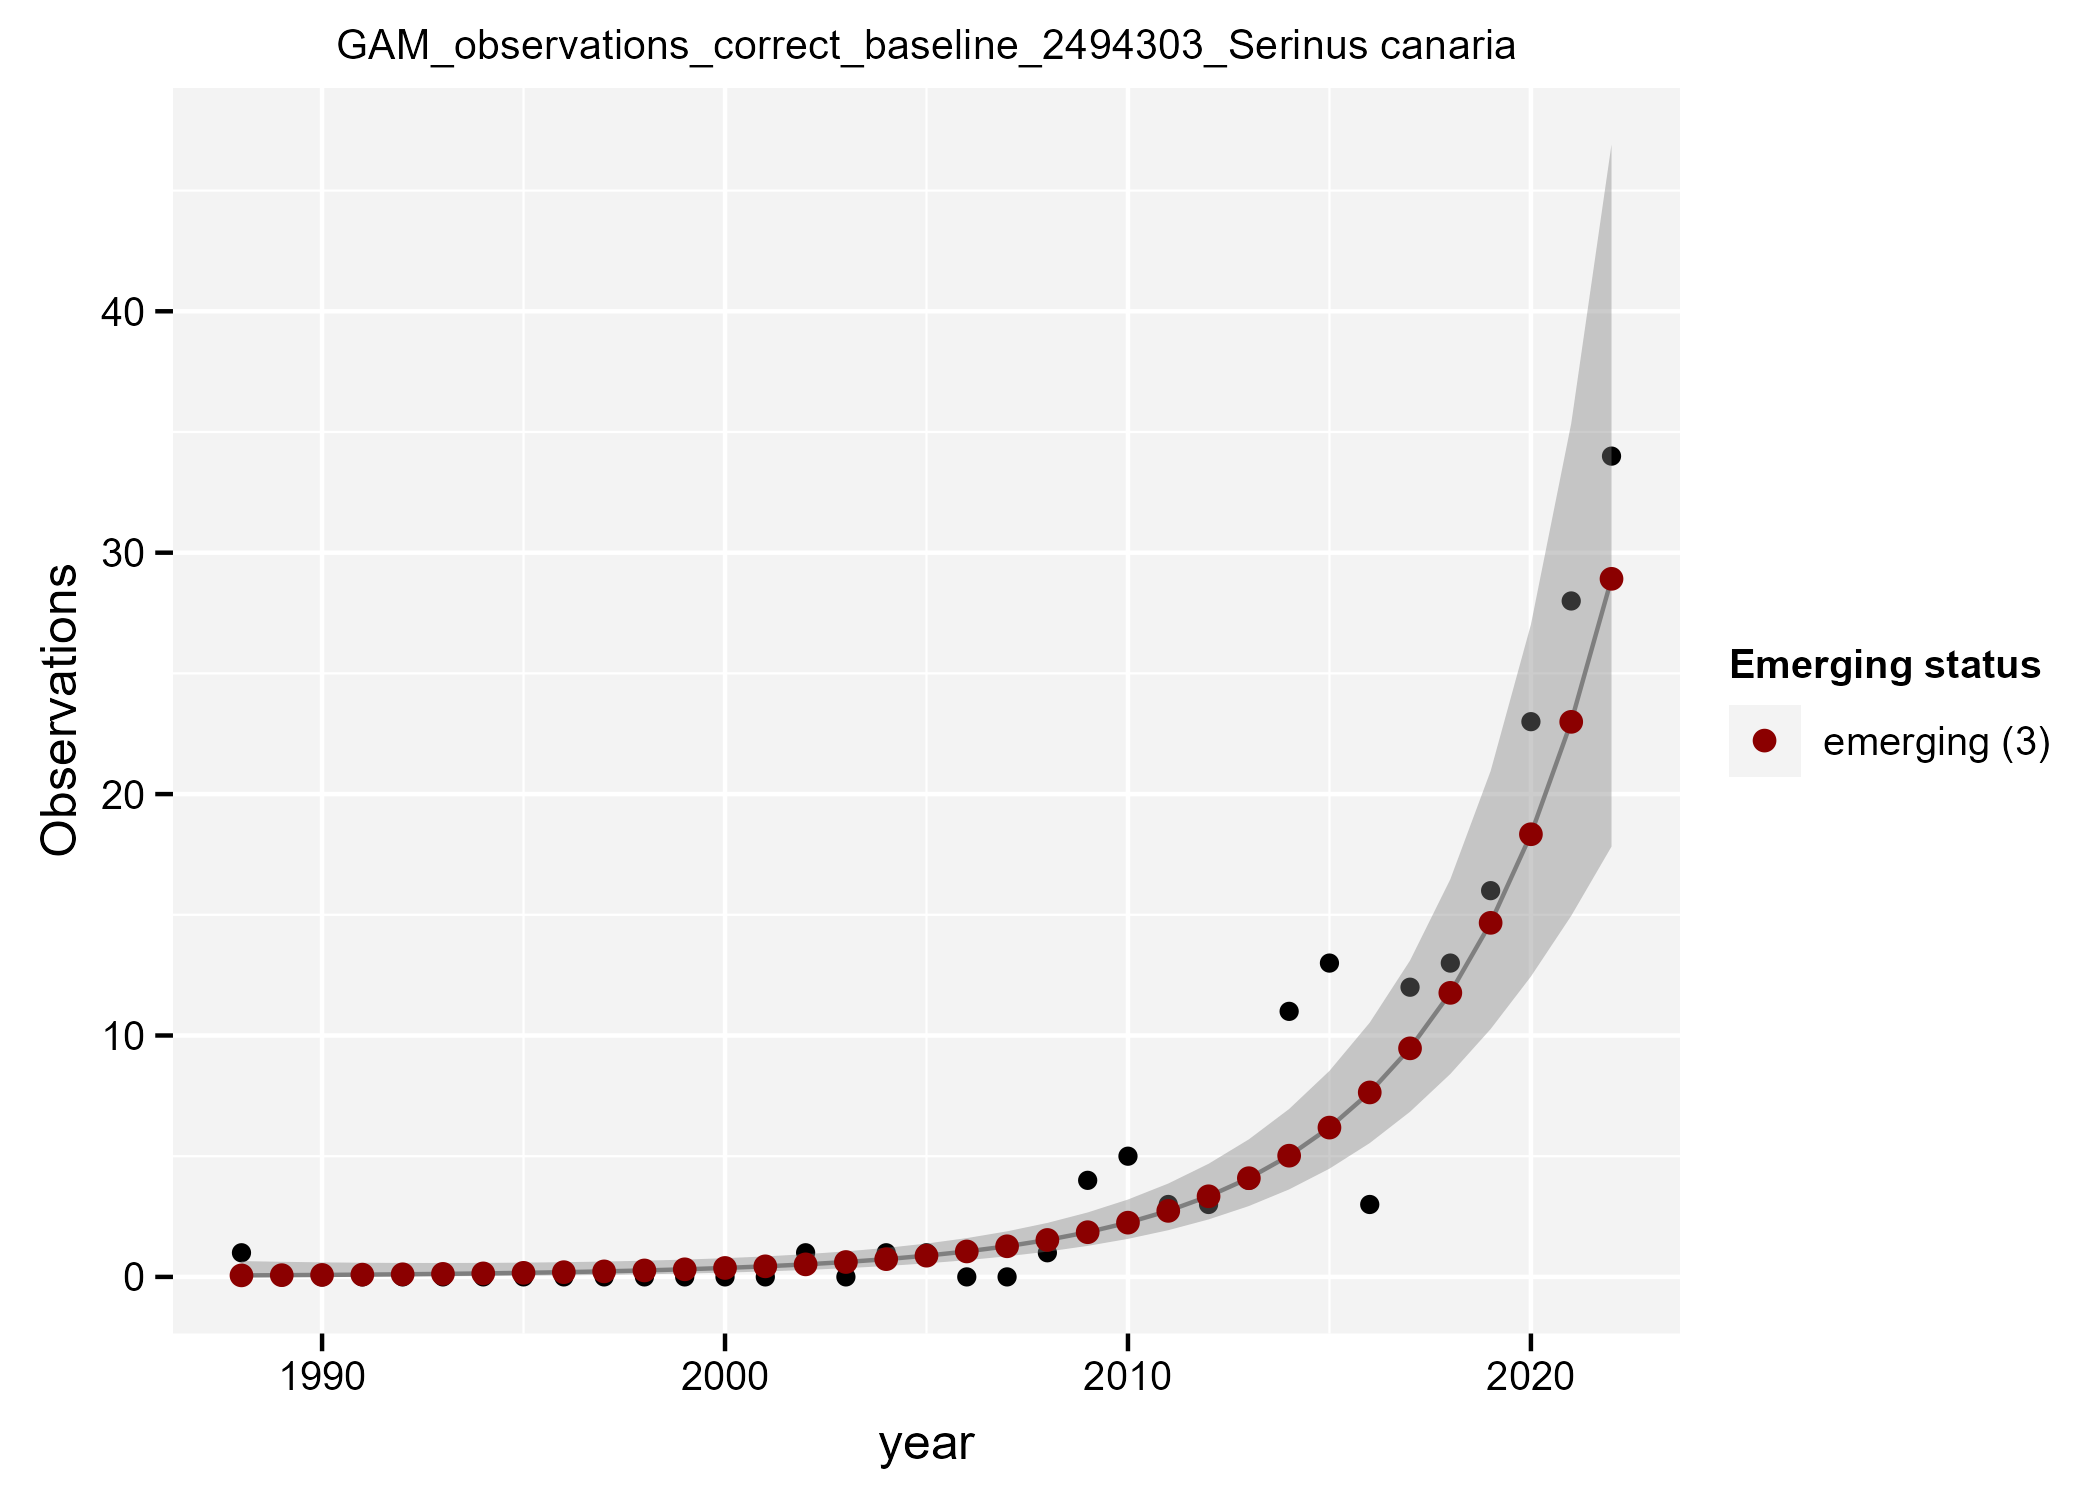 GAM_observations_correct_baseline_2494303_Serinus canaria
Observations
40
30
20
10
0
1990
2000
2010
2020
year
Emerging status
emerging (3)